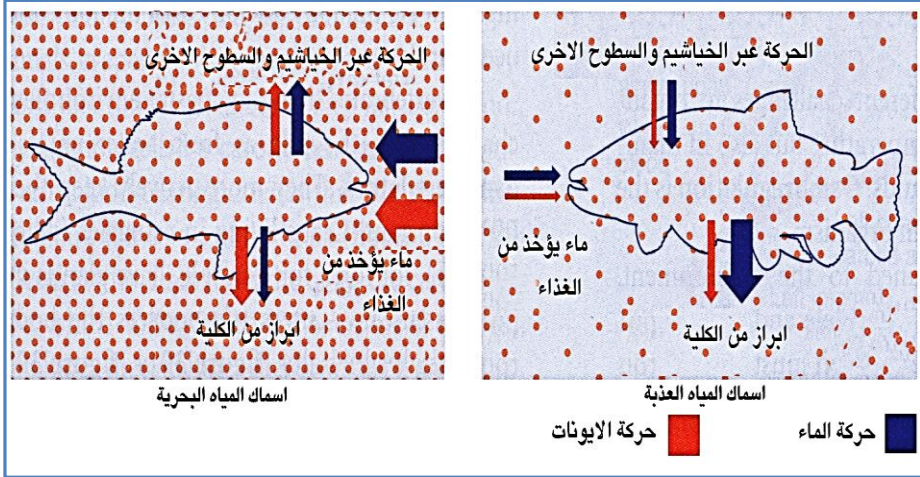 الحركة عبر الخياشيم والسطوح الاخرى
ماء يؤخذ من
الغذاء
ابراز من الكلية
اسماك المياه العذبة
الحركة عبر الخياشيم والسطوح الاخرى
ماء يؤخذ من
الغذاء
ابراز من الكلية
اسماك المياه البحرية
حركة الماء
حركة الايونات